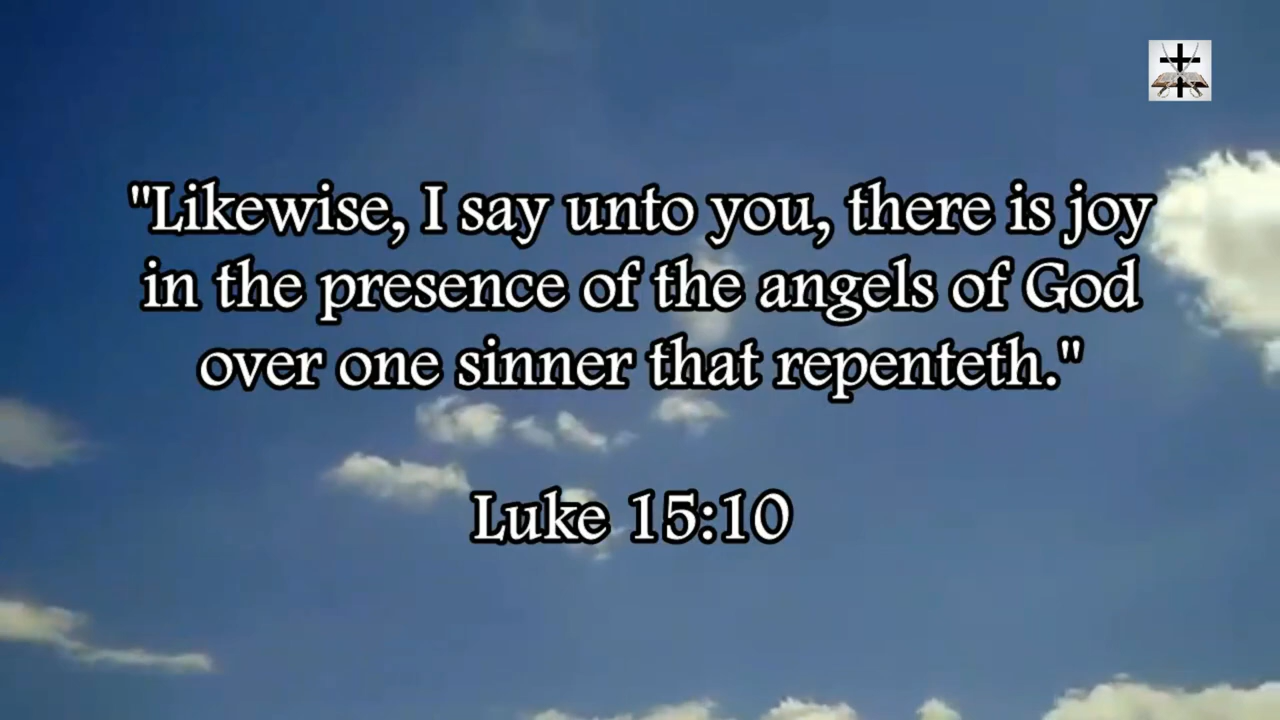 "Likewise, I say unto you, there is joy
in the presence of the angels of God
over one sinner that repenteth."
Luke 15:10